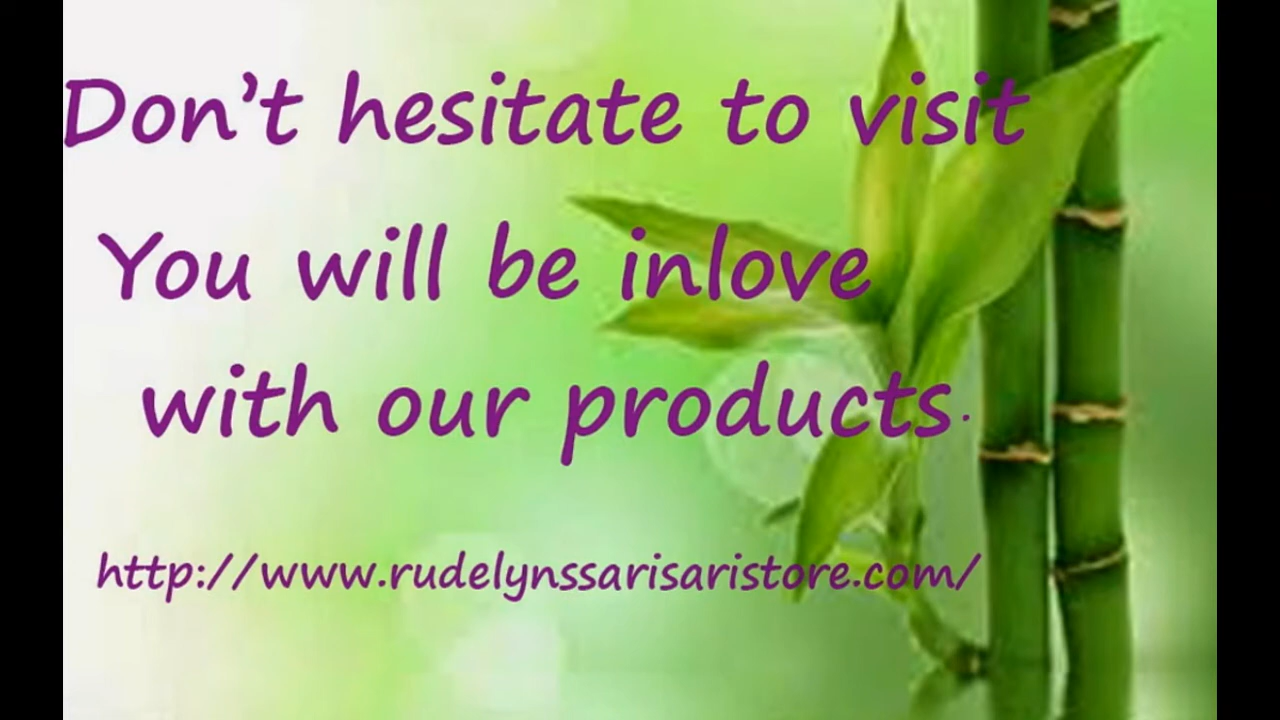 Don't hesitate to visit
You will be inlove
with our products.
http://www.rudelynssarisaristore.com/